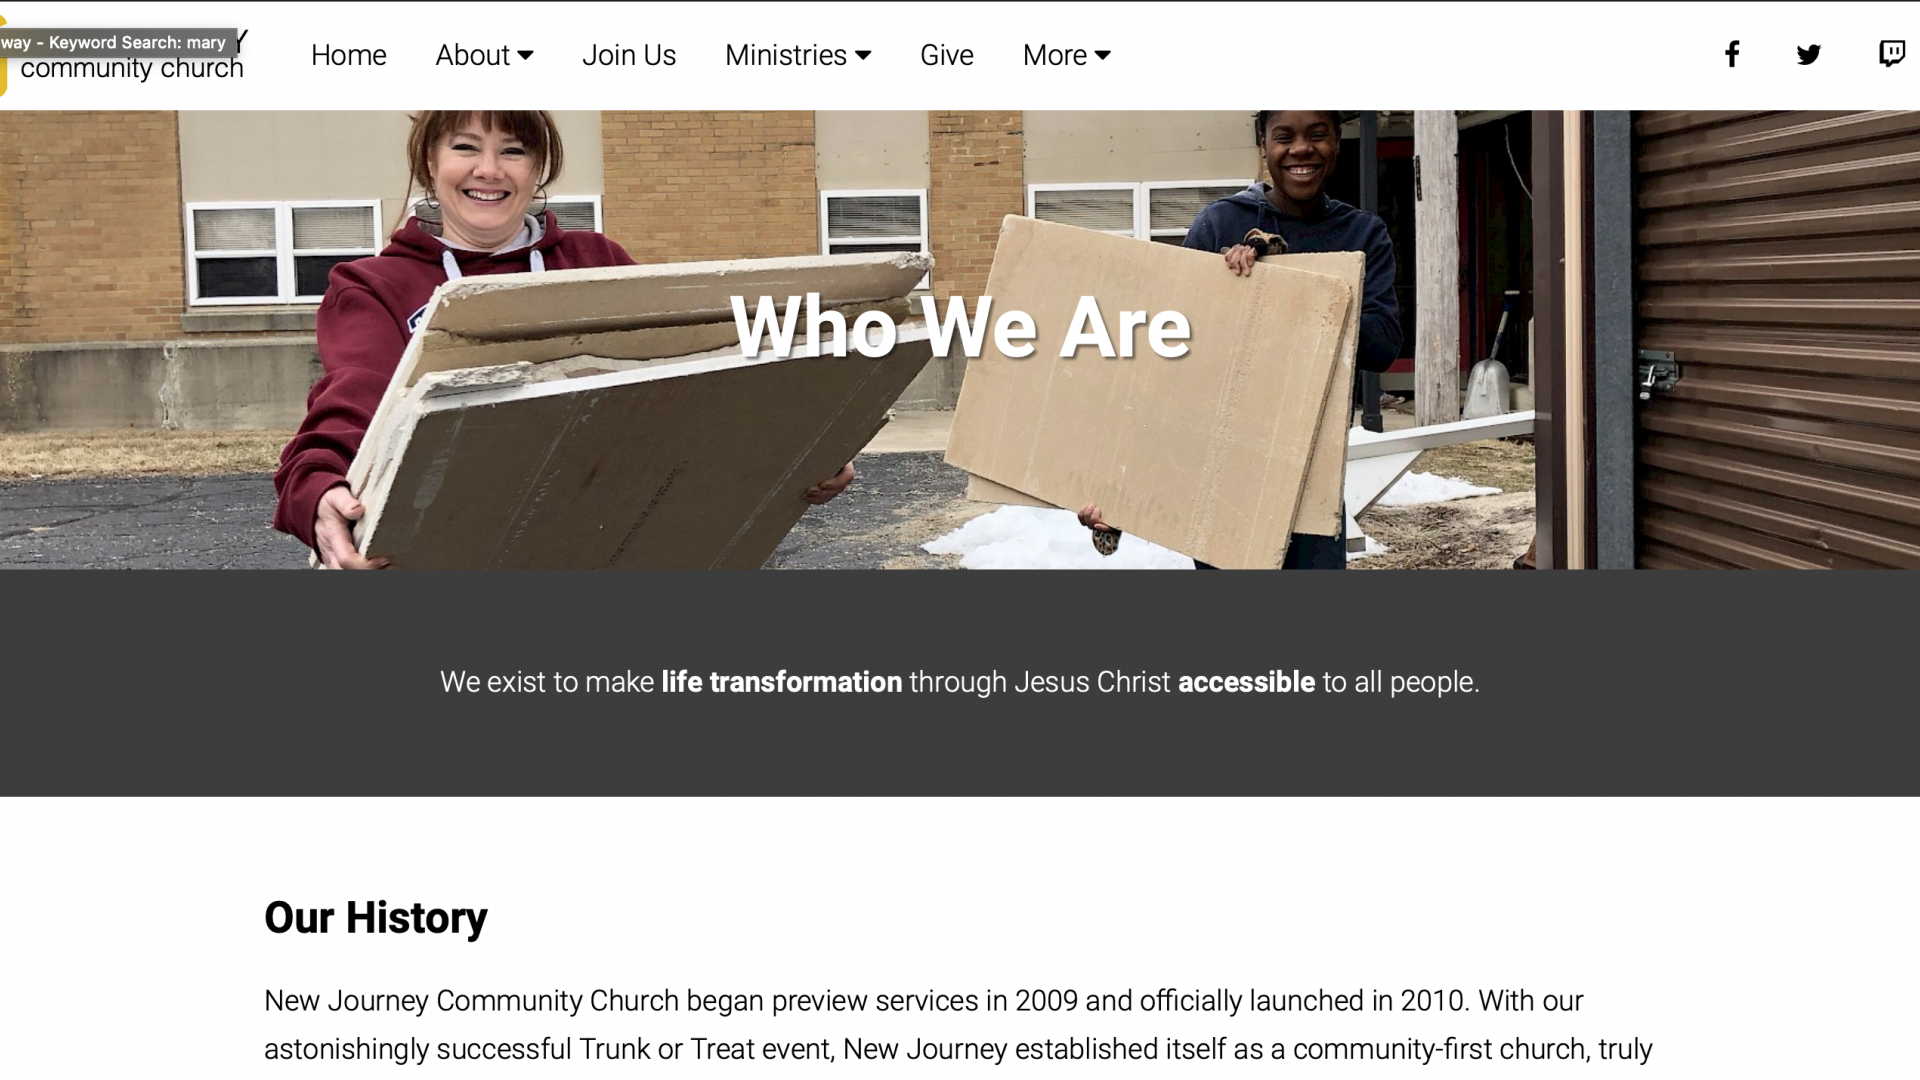 way - Keyword Search: mary
Y
community church
Home About Join Us Ministries Give More
Who We Are
We exist to make life transformation through Jesus Christ accessible to all people.
Our History
New Journey Community Church began preview services in 2009 and officially launched in 2010. With our
astonishingly successful Trunk or Treat event, New Journey established itself as a community-first church, truly